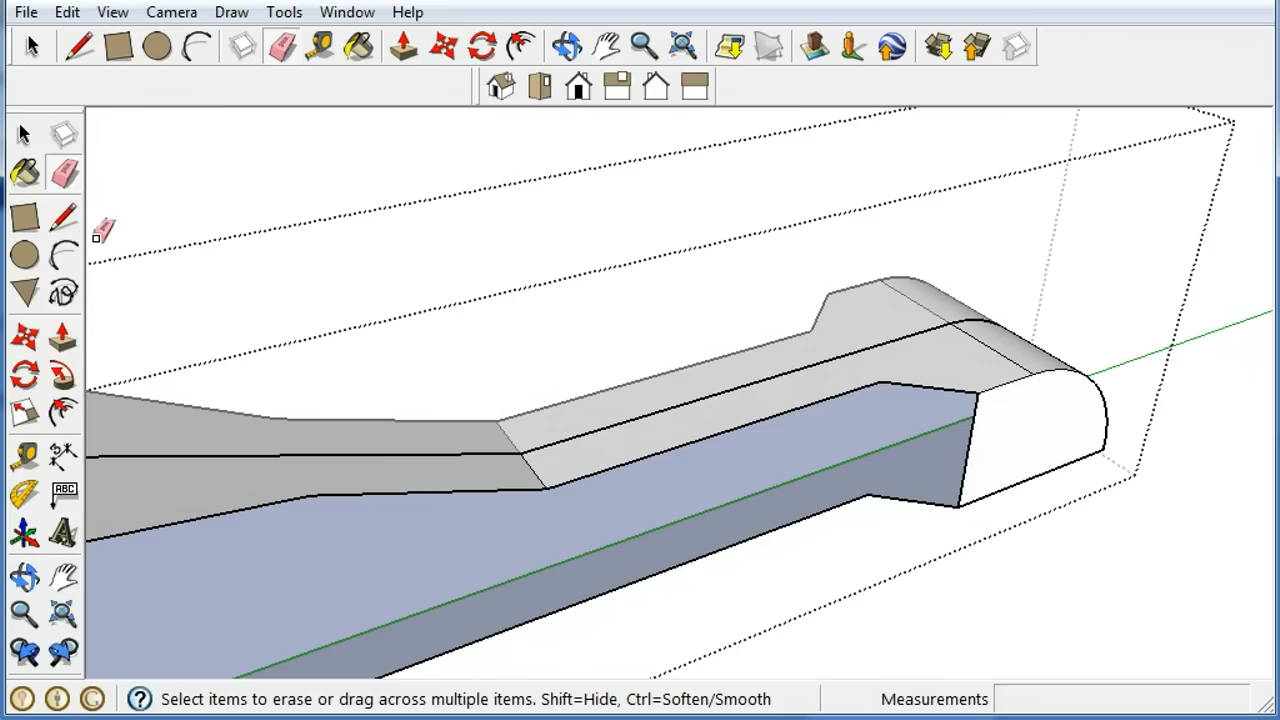 File Edit View Camera Draw Tools Window Help
ABC
A
Select items to erase or drag across multiple items. Shift=Hide, Ctrl=Soften/Smooth Measurements